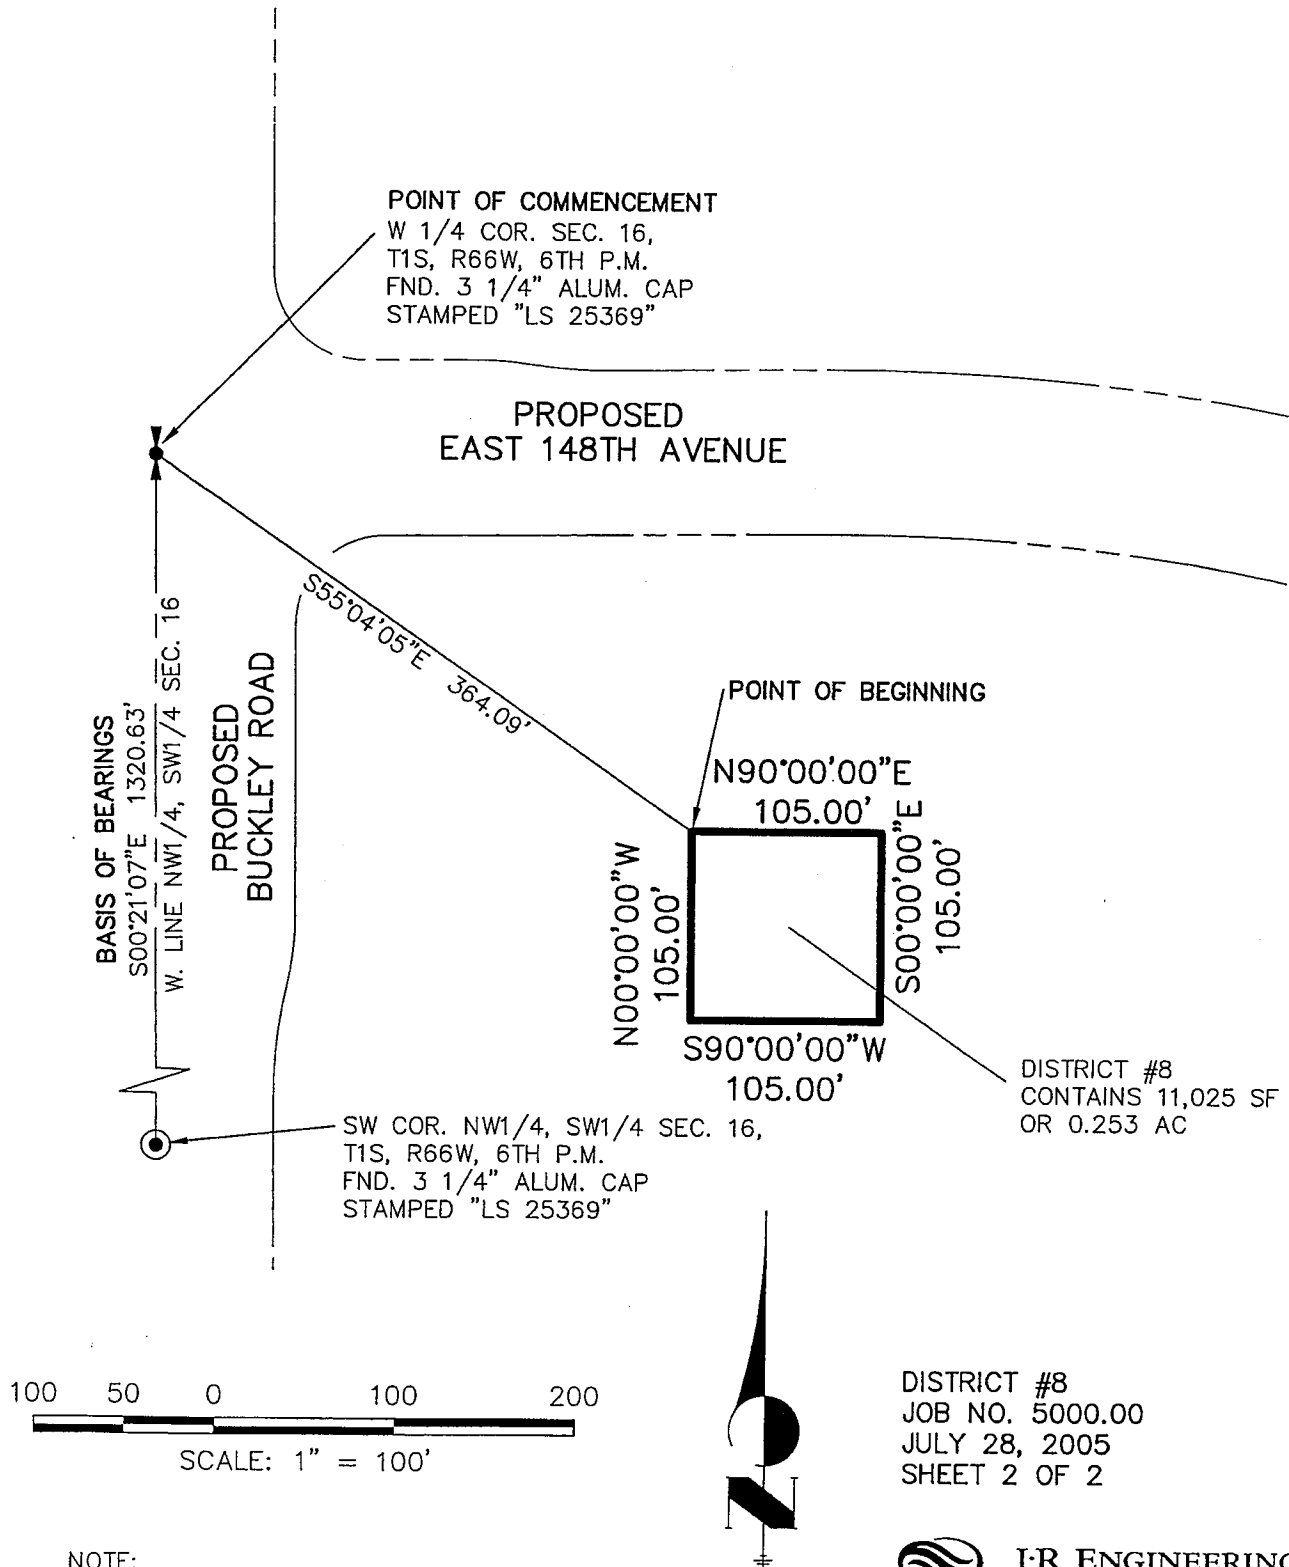 POINT OF COMMENCEMENT
W 1/4 COR. SEC. 16,
T1S, R66W, 6TH P.M.
FND. 3 1/4" ALUM. CAP
STAMPED "LS 25369"
PROPOSED
EAST 148TH AVENUE
S55°04'05"E 364.09'
BASIS OF BEARINGS
S00°21'07"E 1320.63'
W. LINE NW1/4, SW1/4 SEC. 16
PROPOSED
BUCKLEY ROAD
POINT OF BEGINNING
N90°00'00"E
105.00'
N00°00'00"W
105.00'
S00°00'00"E
105.00'
S90°00'00"W
105.00'
DISTRICT #8
CONTAINS 11,025 SF
OR 0.253 AC
SW COR. NW1/4, SW1/4 SEC. 16,
T1S, R66W, 6TH P.M.
FND. 3 1/4" ALUM. CAP
STAMPED "LS 25369"
100 50 0 100 200
SCALE: 1" = 100'
N
DISTRICT #8
JOB NO. 5000.00
JULY 28, 2005
SHEET 2 OF 2
NOTE:
J·R ENGINEERING